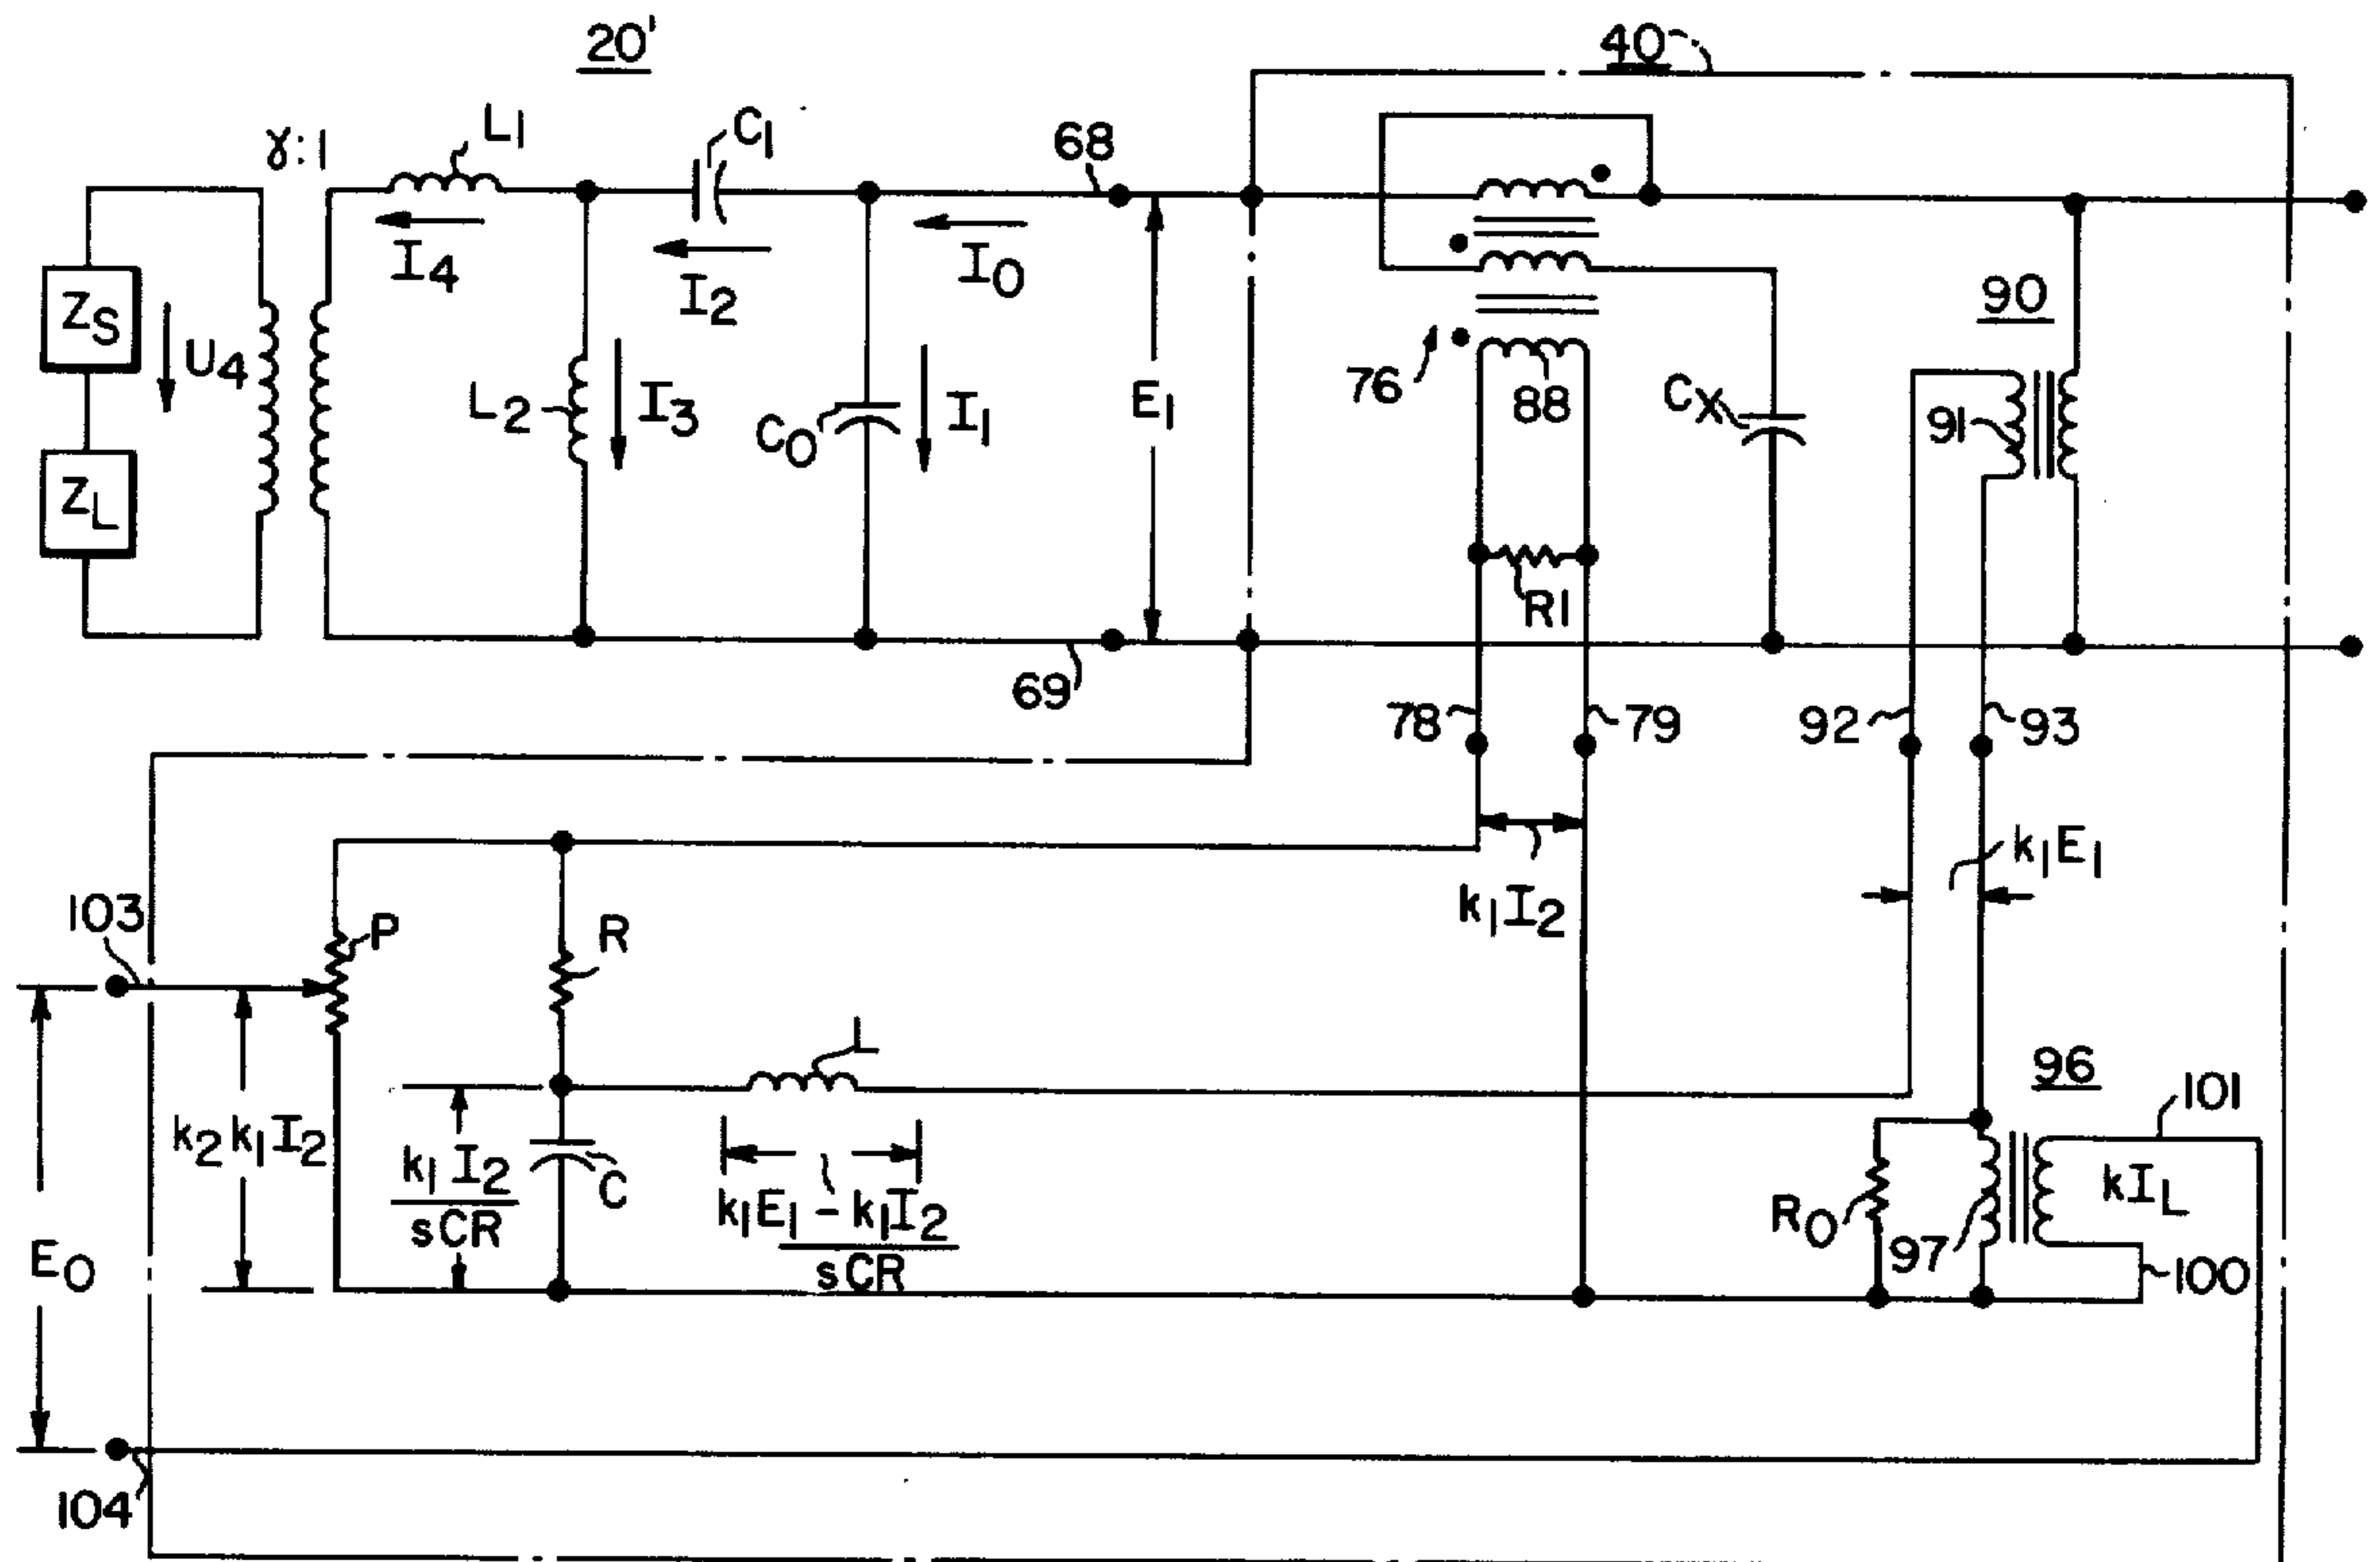 20'
40
γ:1
L1
C1
68
I4
I2
I0
ZS
U4
ZL
L2
I3
C0
I1
E1
76
88
CX
90
91
R1
69
78
79
92
93
k1I2
k1E1
103
P
R
L
96
101
k2k1I2
k1I2
sCR
C
k1E1 - k1I2
sCR
R0
97
kIL
100
E0
104